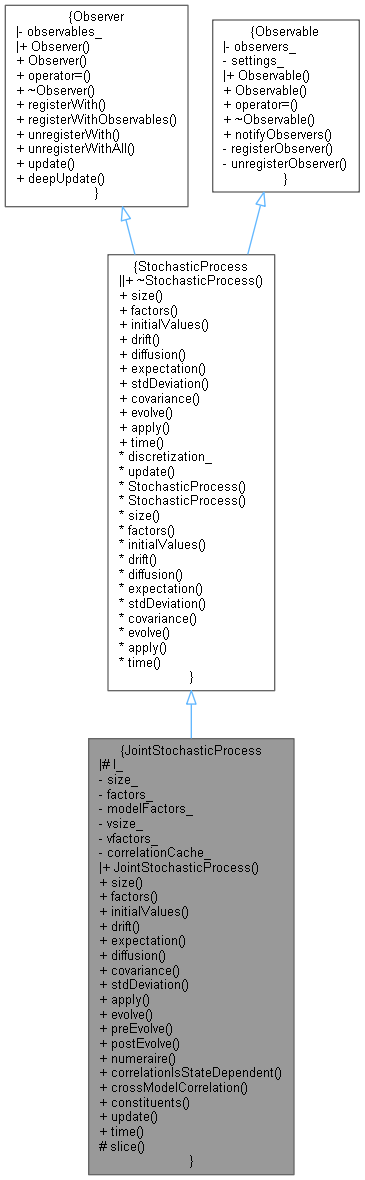 {Observer
|- observables_
|+ Observer()
+ Observer()
+ operator=()
+ ~Observer()
+ registerWith()
+ registerWithObservables()
+ unregisterWith()
+ unregisterWithAll()
+ update()
+ deepUpdate()
}
{Observable
|- observers_
- settings_
|+ Observable()
+ Observable()
+ operator=()
+ ~Observable()
+ notifyObservers()
- registerObserver()
- unregisterObserver()
}
{StochasticProcess
||+ ~StochasticProcess()
+ size()
+ factors()
+ initialValues()
+ drift()
+ diffusion()
+ expectation()
+ stdDeviation()
+ covariance()
+ evolve()
+ apply()
+ time()
* discretization_
* update()
* StochasticProcess()
* StochasticProcess()
* size()
* factors()
* initialValues()
* drift()
* diffusion()
* expectation()
* stdDeviation()
* covariance()
* evolve()
* apply()
* time()
}
{JointStochasticProcess
|# l_
- size_
- factors_
- modelFactors_
- vsize_
- vfactors_
- correlationCache_
|+ JointStochasticProcess()
+ size()
+ factors()
+ initialValues()
+ drift()
+ expectation()
+ diffusion()
+ covariance()
+ stdDeviation()
+ apply()
+ evolve()
+ preEvolve()
+ postEvolve()
+ numeraire()
+ correlationIsStateDependent()
+ crossModelCorrelation()
+ constituents()
+ update()
+ time()
# slice()
}